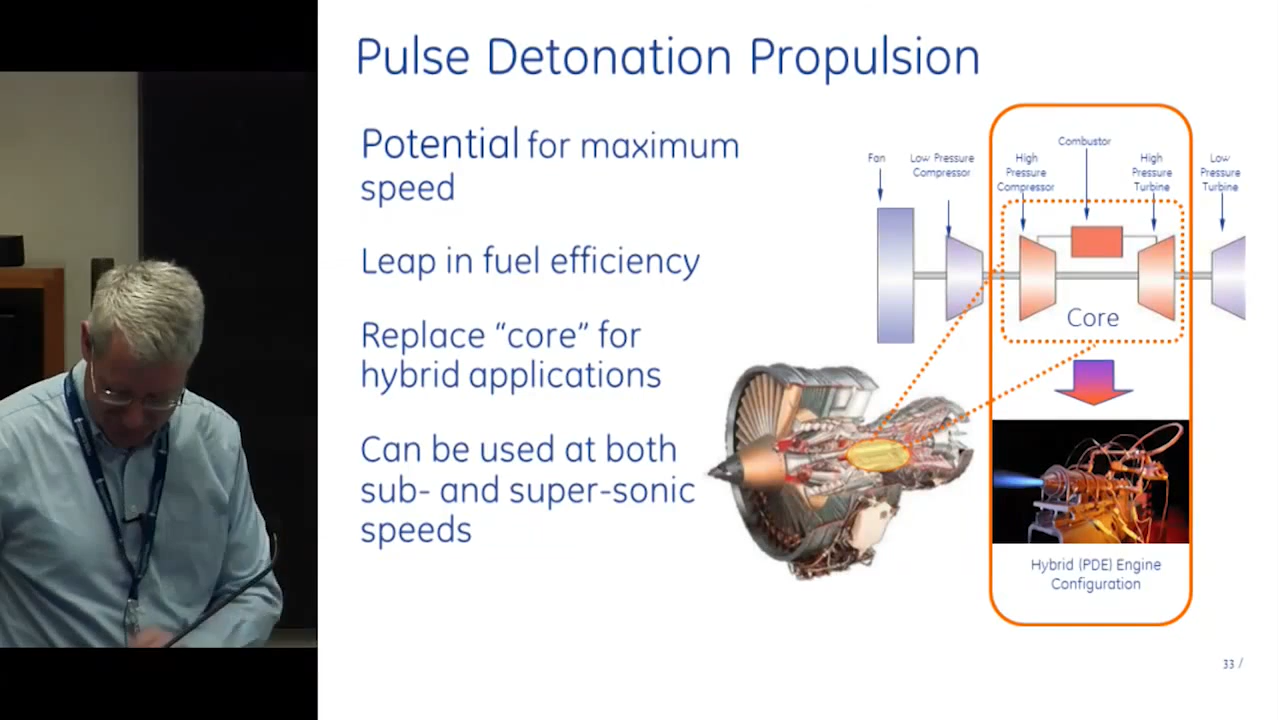 Pulse Detonation Propulsion
Potential for maximum
speed
Leap in fuel efficiency
Replace “core” for
hybrid applications
Can be used at both
sub- and super-sonic
speeds
Fan
Low Pressure
Compressor
High
Pressure
Compressor
Combustor
High
Pressure
Turbine
Low
Pressure
Turbine
Core
Hybrid (PDE) Engine
Configuration
33 /